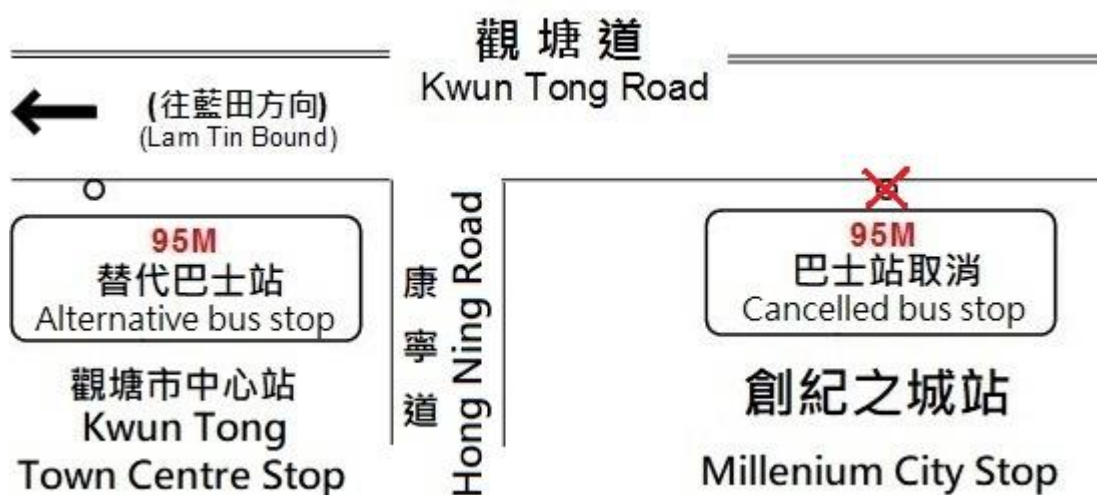 觀塘道
Kwun Tong Road
(往藍田方向)
(Lam Tin Bound)
95M
替代巴士站
Alternative bus stop
觀塘市中心站
Kwun Tong
Town Centre Stop
康寧道
Hong Ning Road
95M
巴士站取消
Cancelled bus stop
創紀之城站
Millenium City Stop